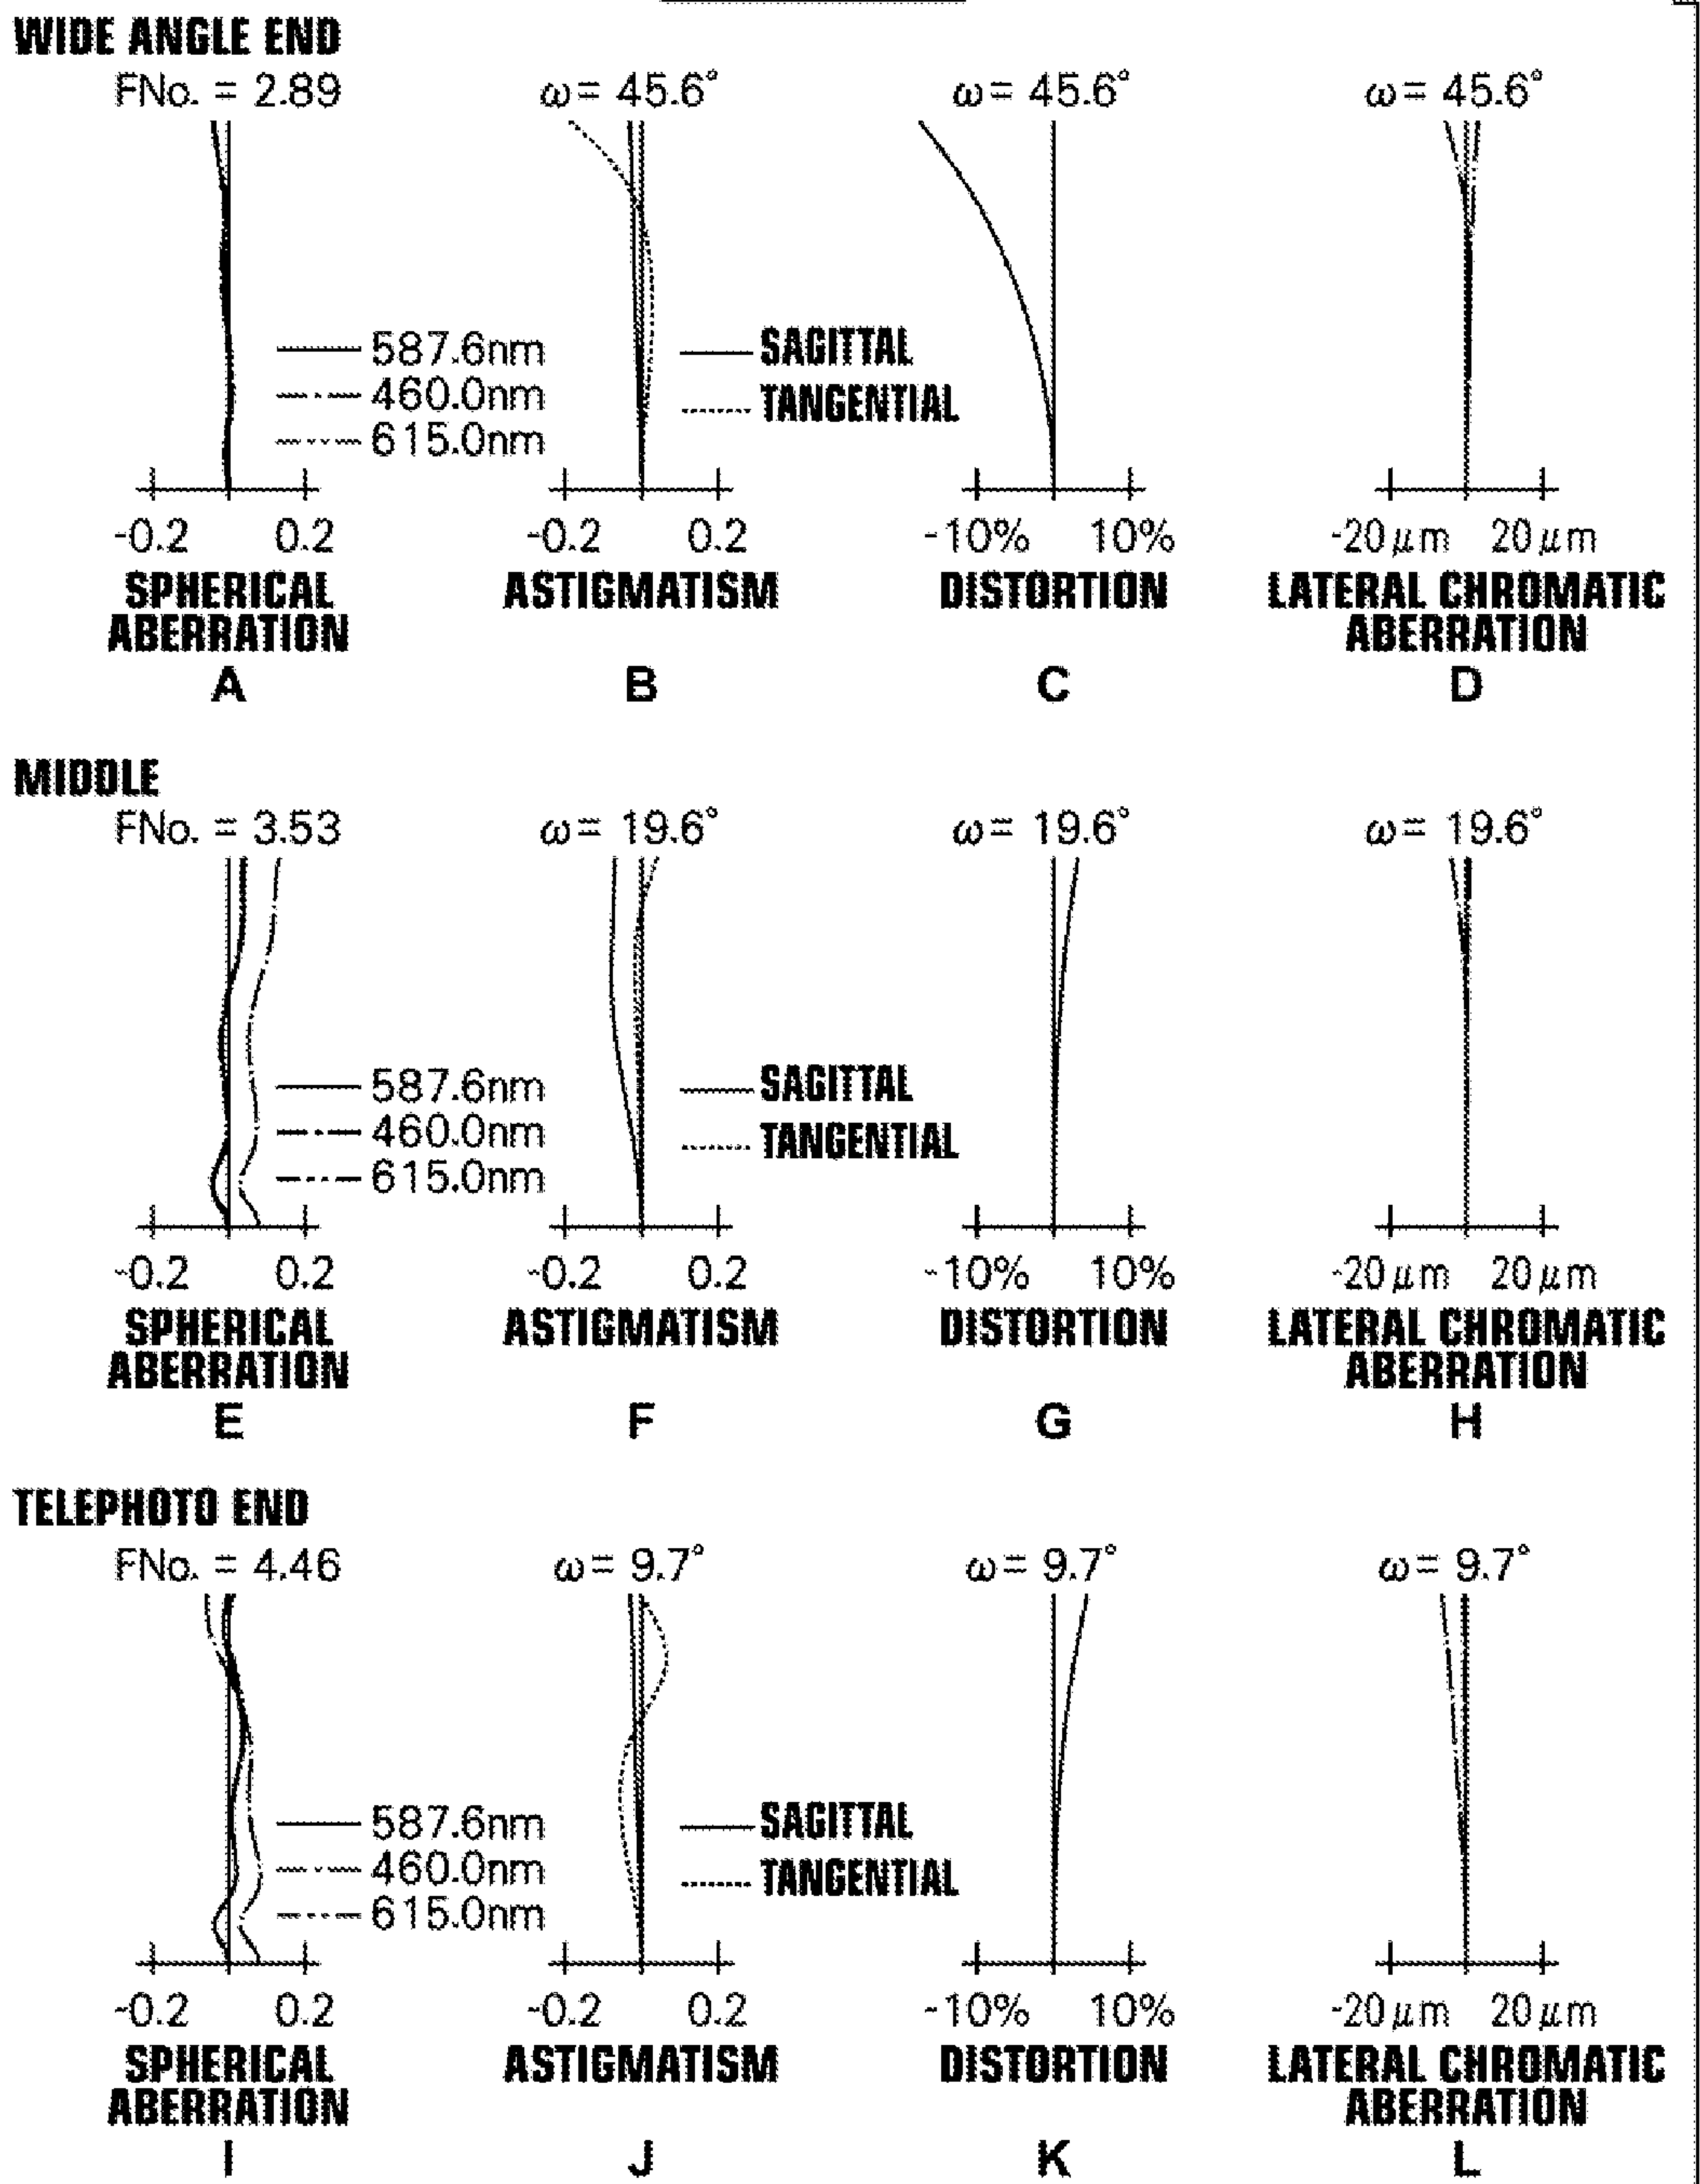 WIDE ANGLE END
FNo. = 2.89 ω= 45.6° ω= 45.6° ω= 45.6°
587.6nm SAGITTAL
460.0nm TANGENTIAL
615.0nm
-0.2 0.2 -0.2 0.2 -10% 10% -20μm 20μm
SPHERICAL ASTIGMATISM DISTORTION LATERAL CHROMATIC
ABERRATION ABERRATION
A B C D
MIDDLE
FNo. = 3.53 ω= 19.6° ω= 19.6° ω= 19.6°
587.6nm SAGITTAL
460.0nm TANGENTIAL
615.0nm
-0.2 0.2 -0.2 0.2 -10% 10% -20μm 20μm
SPHERICAL ASTIGMATISM DISTORTION LATERAL CHROMATIC
ABERRATION ABERRATION
E F G H
TELEPHOTO END
FNo. = 4.46 ω= 9.7° ω= 9.7° ω= 9.7°
587.6nm SAGITTAL
460.0nm TANGENTIAL
615.0nm
-0.2 0.2 -0.2 0.2 -10% 10% -20μm 20μm
SPHERICAL ASTIGMATISM DISTORTION LATERAL CHROMATIC
ABERRATION ABERRATION
I J K L